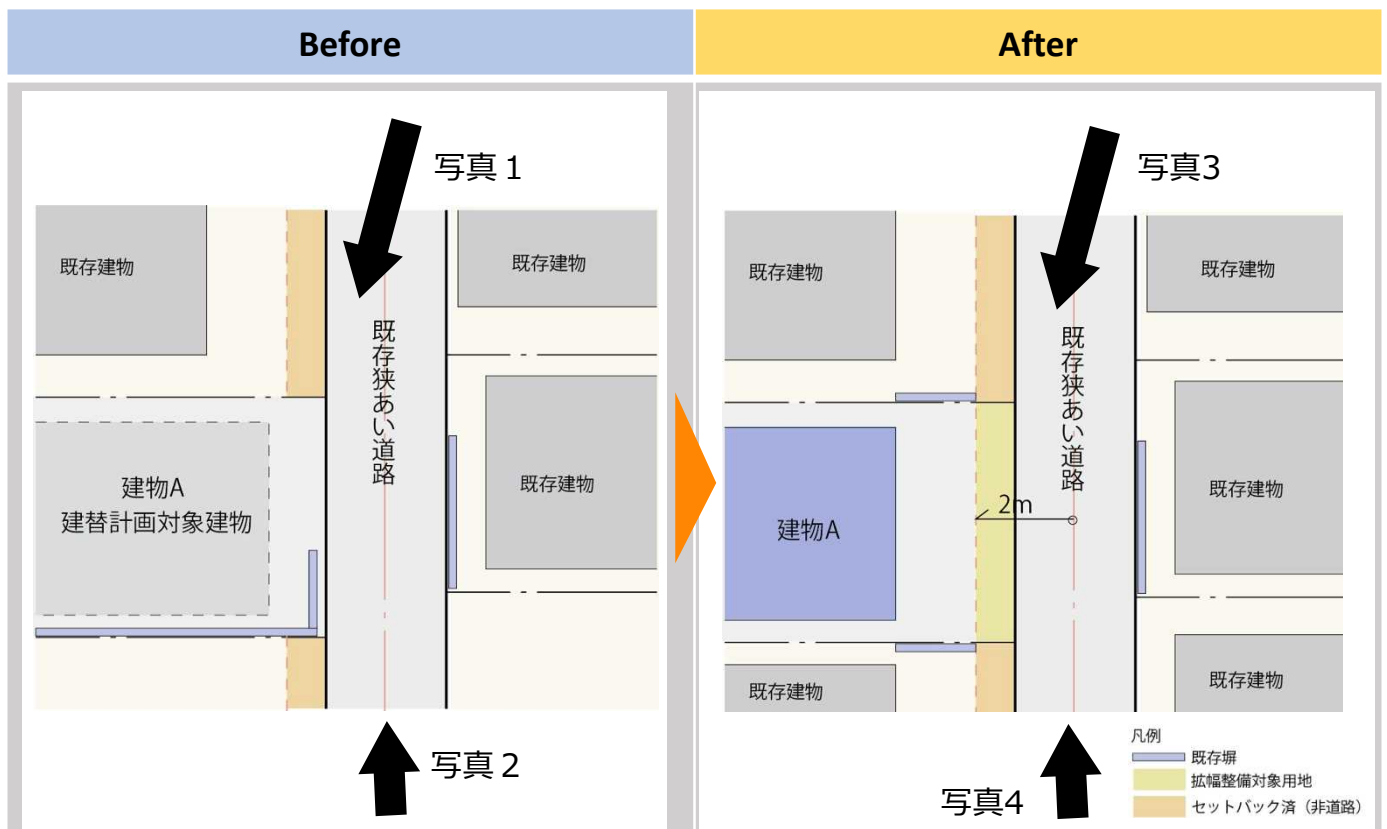 Before
After
写真１
既存建物
既存建物
既存狭あい道路
建物A
建替計画対象建物
既存建物
写真２
写真3
既存建物
既存建物
既存狭あい道路
2m
建物A
既存建物
既存建物
既存建物
写真4
凡例
既存塀
拡幅整備対象用地
セットバック済（非道路）